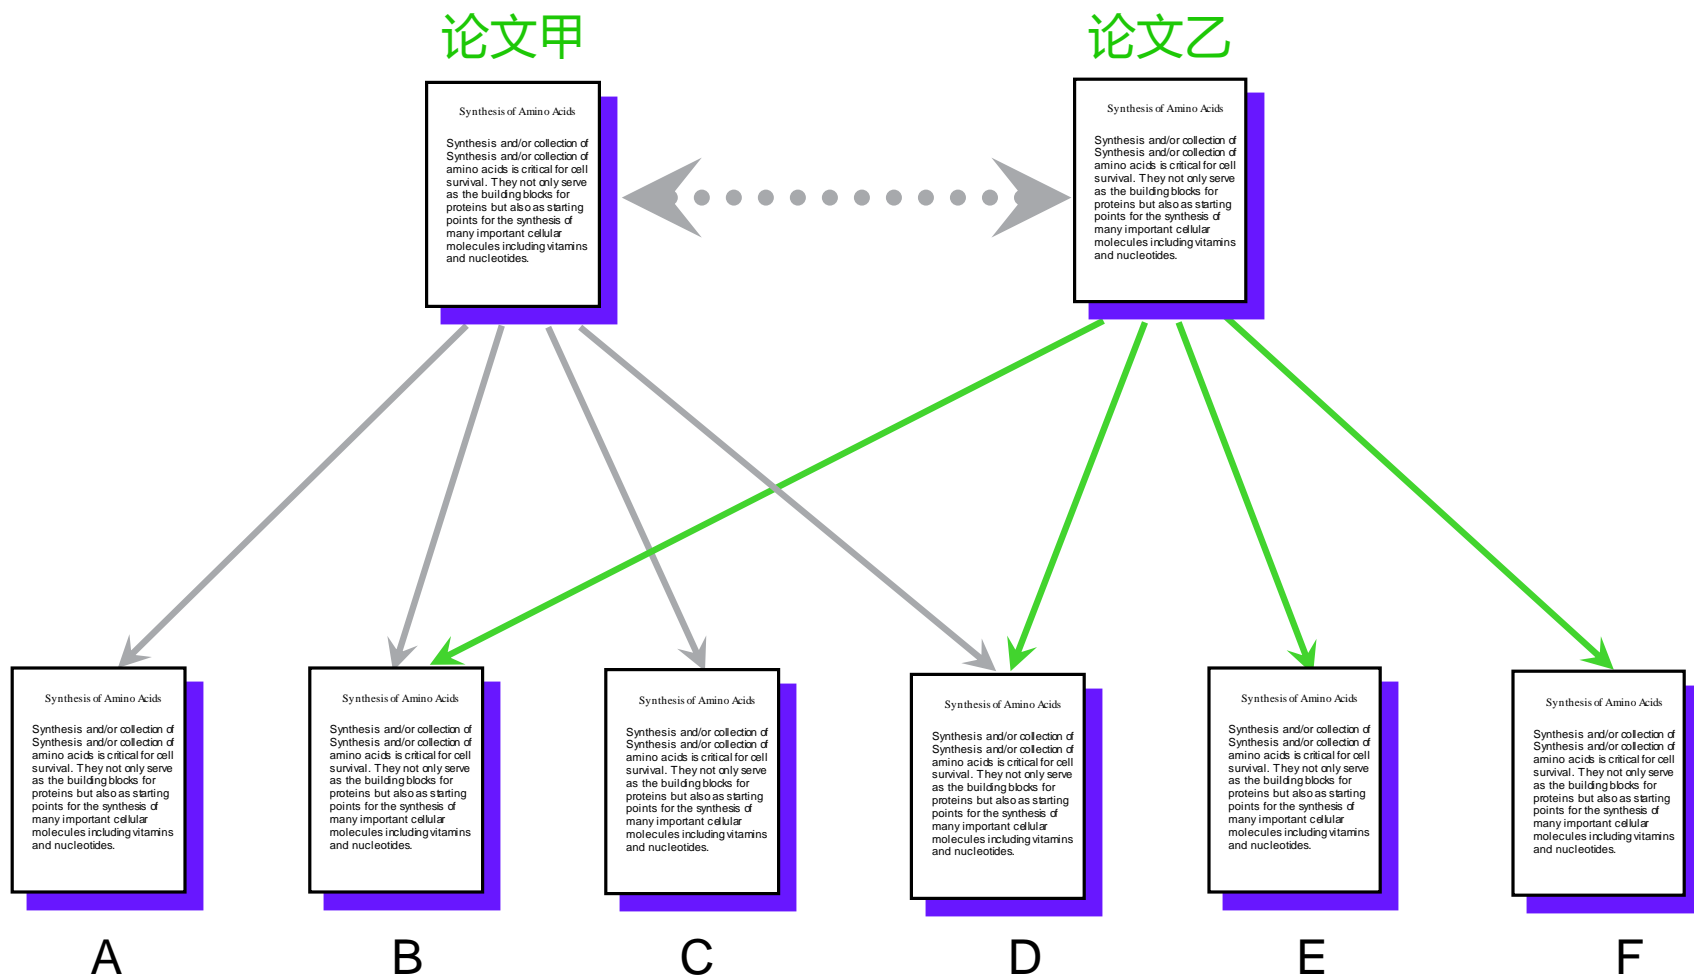 论文甲
论文乙
Synthesis of Amino Acids
Synthesis and/or collection of
Synthesis and/or collection of
amino acids is critical for cell
survival. They not only serve
as the building blocks for
proteins but also as starting
points for the synthesis of
many important cellular
molecules including vitamins
and nucleotides.
Synthesis of Amino Acids
Synthesis and/or collection of
Synthesis and/or collection of
amino acids is critical for cell
survival. They not only serve
as the building blocks for
proteins but also as starting
points for the synthesis of
many important cellular
molecules including vitamins
and nucleotides.
Synthesis of Amino Acids
Synthesis and/or collection of
Synthesis and/or collection of
amino acids is critical for cell
survival. They not only serve
as the building blocks for
proteins but also as starting
points for the synthesis of
many important cellular
molecules including vitamins
and nucleotides.
Synthesis of Amino Acids
Synthesis and/or collection of
Synthesis and/or collection of
amino acids is critical for cell
survival. They not only serve
as the building blocks for
proteins but also as starting
points for the synthesis of
many important cellular
molecules including vitamins
and nucleotides.
Synthesis of Amino Acids
Synthesis and/or collection of
Synthesis and/or collection of
amino acids is critical for cell
survival. They not only serve
as the building blocks for
proteins but also as starting
points for the synthesis of
many important cellular
molecules including vitamins
and nucleotides.
Synthesis of Amino Acids
Synthesis and/or collection of
Synthesis and/or collection of
amino acids is critical for cell
survival. They not only serve
as the building blocks for
proteins but also as starting
points for the synthesis of
many important cellular
molecules including vitamins
and nucleotides.
Synthesis of Amino Acids
Synthesis and/or collection of
Synthesis and/or collection of
amino acids is critical for cell
survival. They not only serve
as the building blocks for
proteins but also as starting
points for the synthesis of
many important cellular
molecules including vitamins
and nucleotides.
Synthesis of Amino Acids
Synthesis and/or collection of
Synthesis and/or collection of
amino acids is critical for cell
survival. They not only serve
as the building blocks for
proteins but also as starting
points for the synthesis of
many important cellular
molecules including vitamins
and nucleotides.
A
B
C
D
E
F